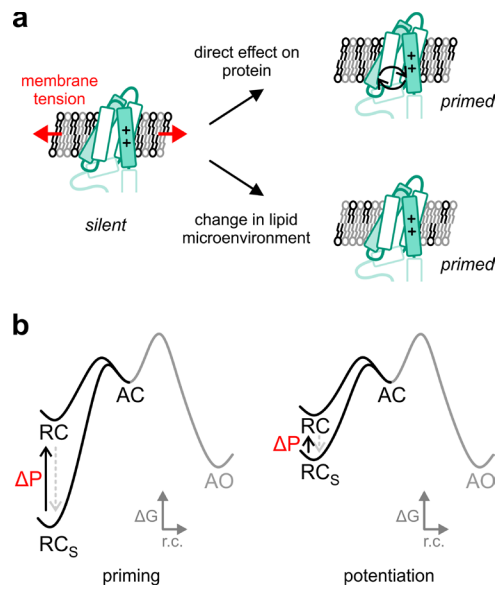 a
membrane
tension
silent
direct effect on
protein
change in lipid
microenvironment
+
+
primed
+
+
primed
+
+
b
RC
ΔP
RCS
AC
AO
ΔG
r.c.
priming
RC
ΔP
RCS
AC
AO
ΔG
r.c.
potentiation